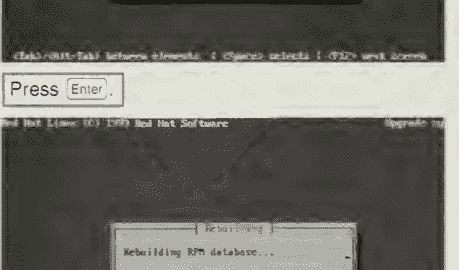 <Tab>/<Alt-Tab> between elements | <Space> selects | <F12> next screen
Press Enter.
Red Hat Linux (C) 1999 Red Hat Software Upgrade
Rebuilding
Rebuilding RPM database...